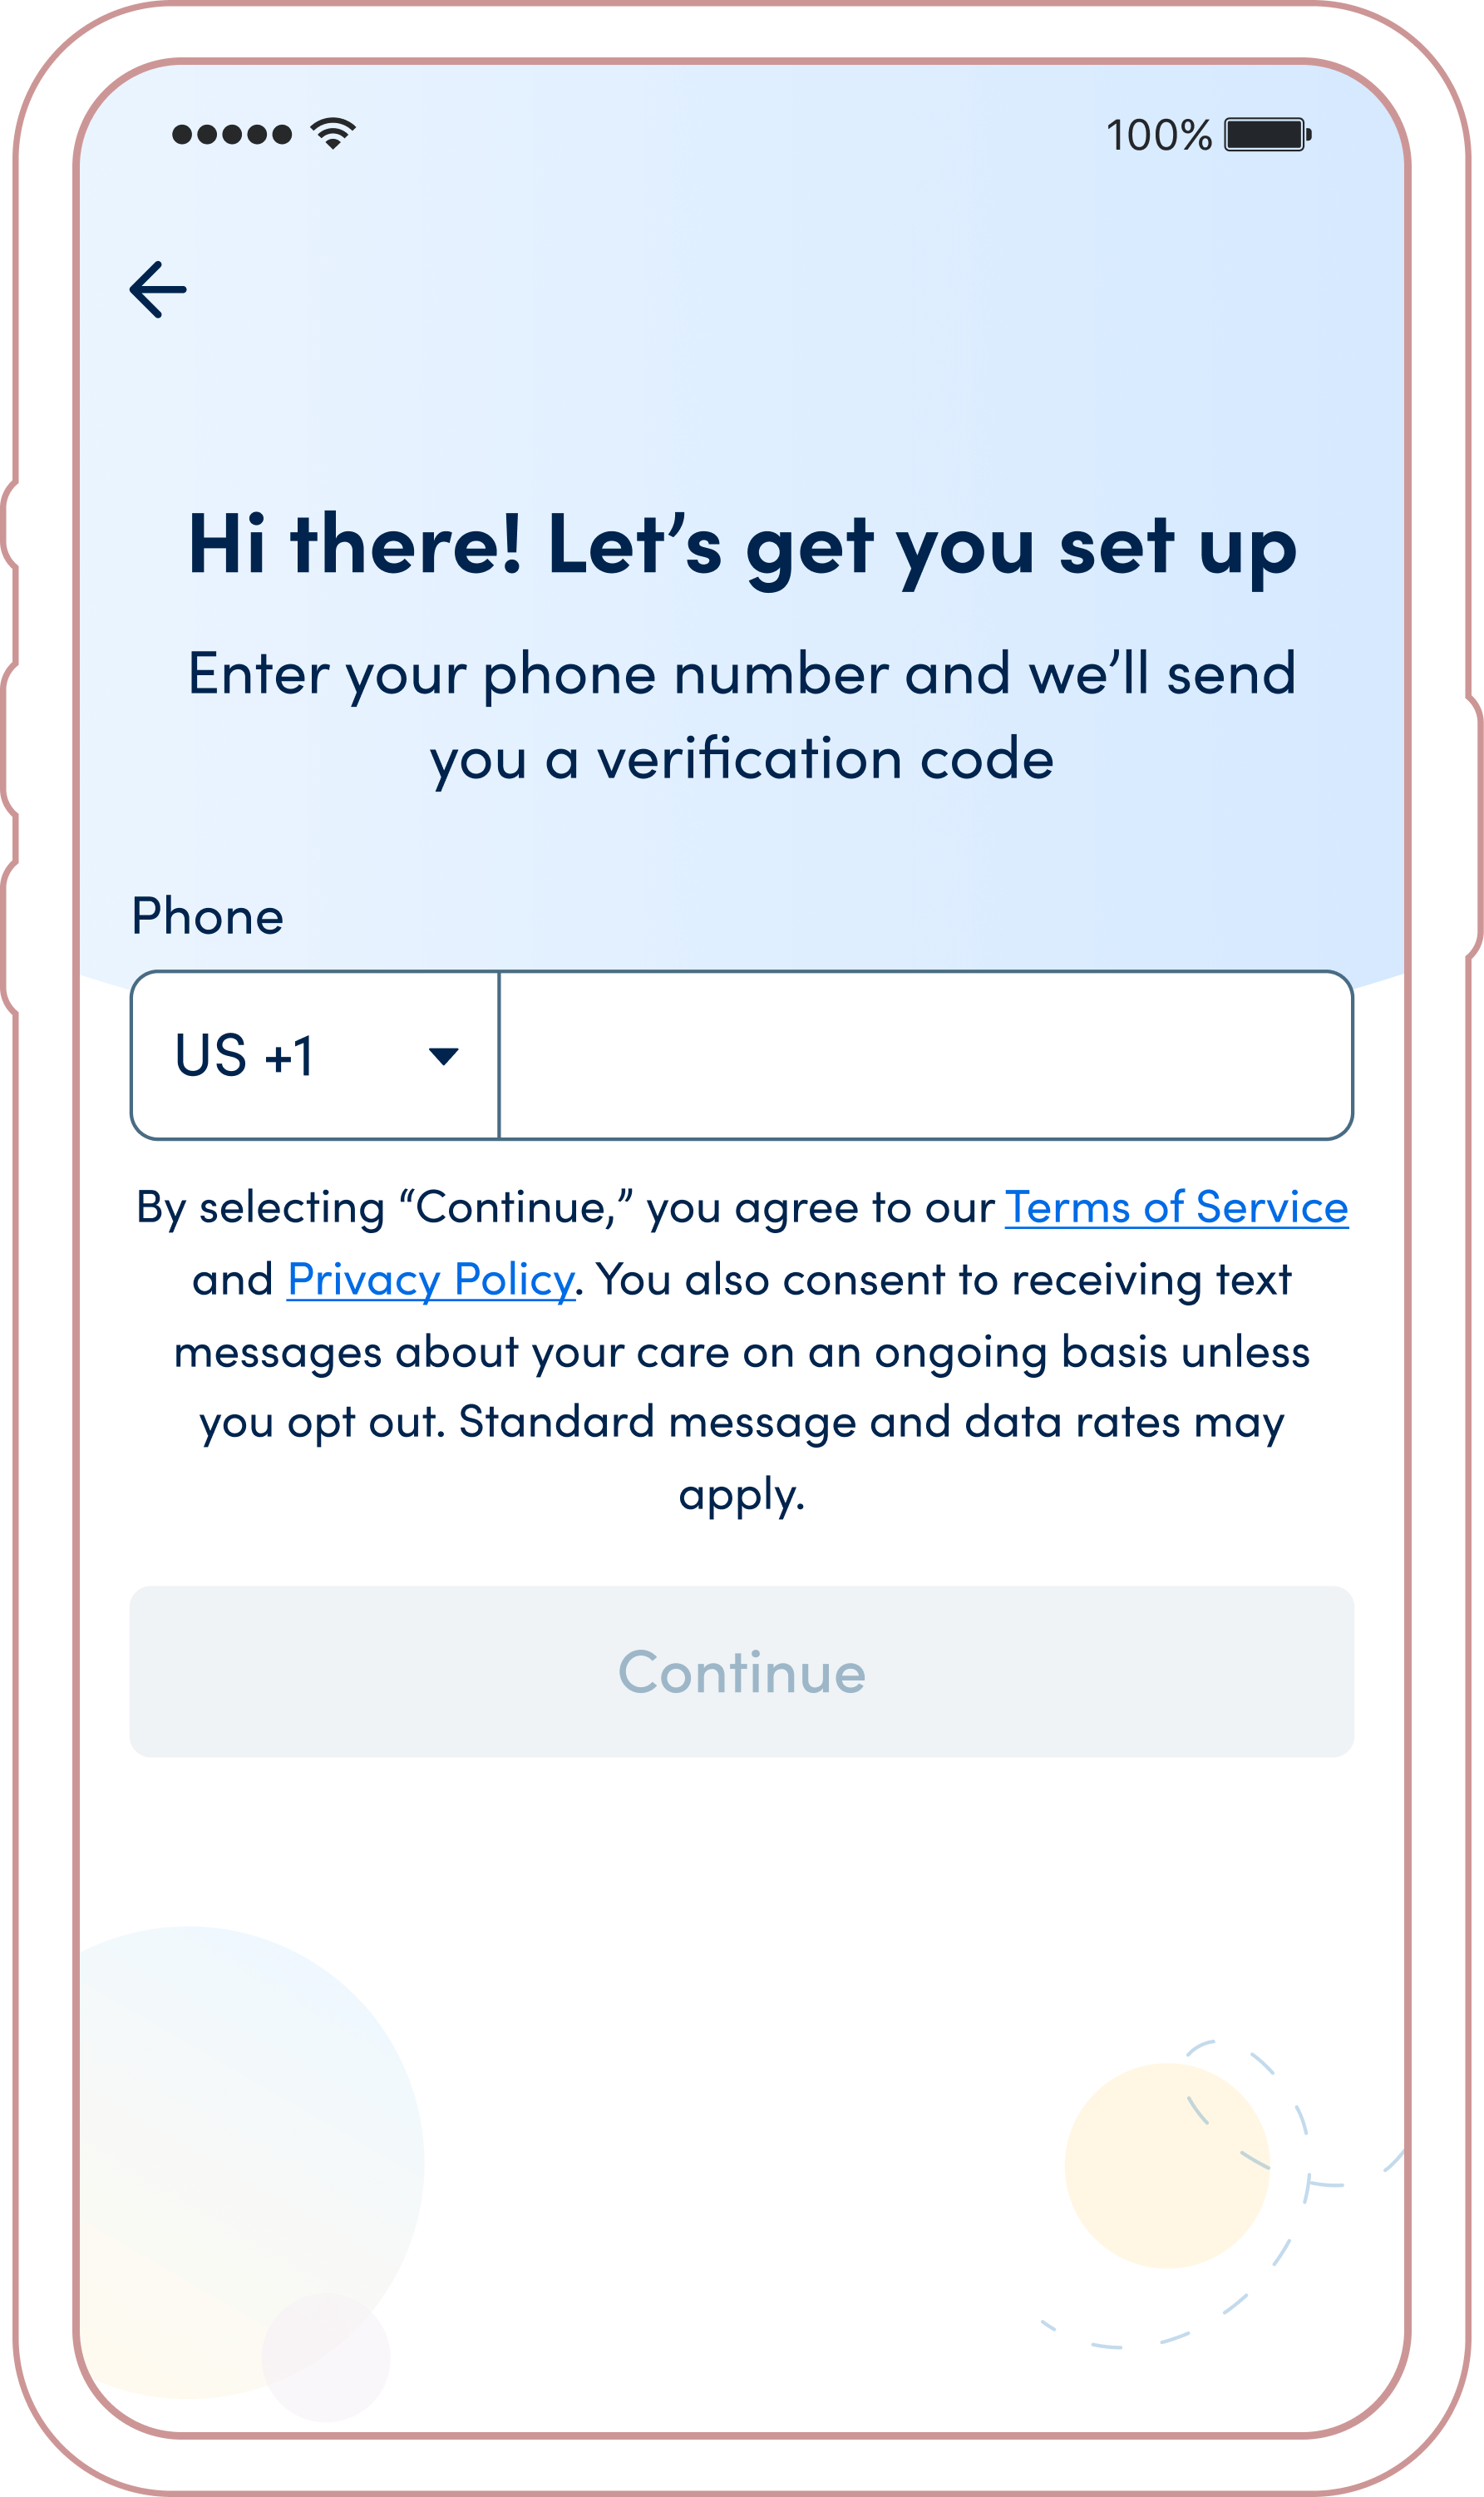 100%
Hi there! Let’s get you set up
Enter your phone number and we’ll send
you a verification code
Phone
US +1
By selecting “Continue,” you agree to our Terms of Service
and Privacy Policy. You also consent to receiving text
messages about your care on an ongoing basis unless
you opt out. Standard message and data rates may
apply.
Continue